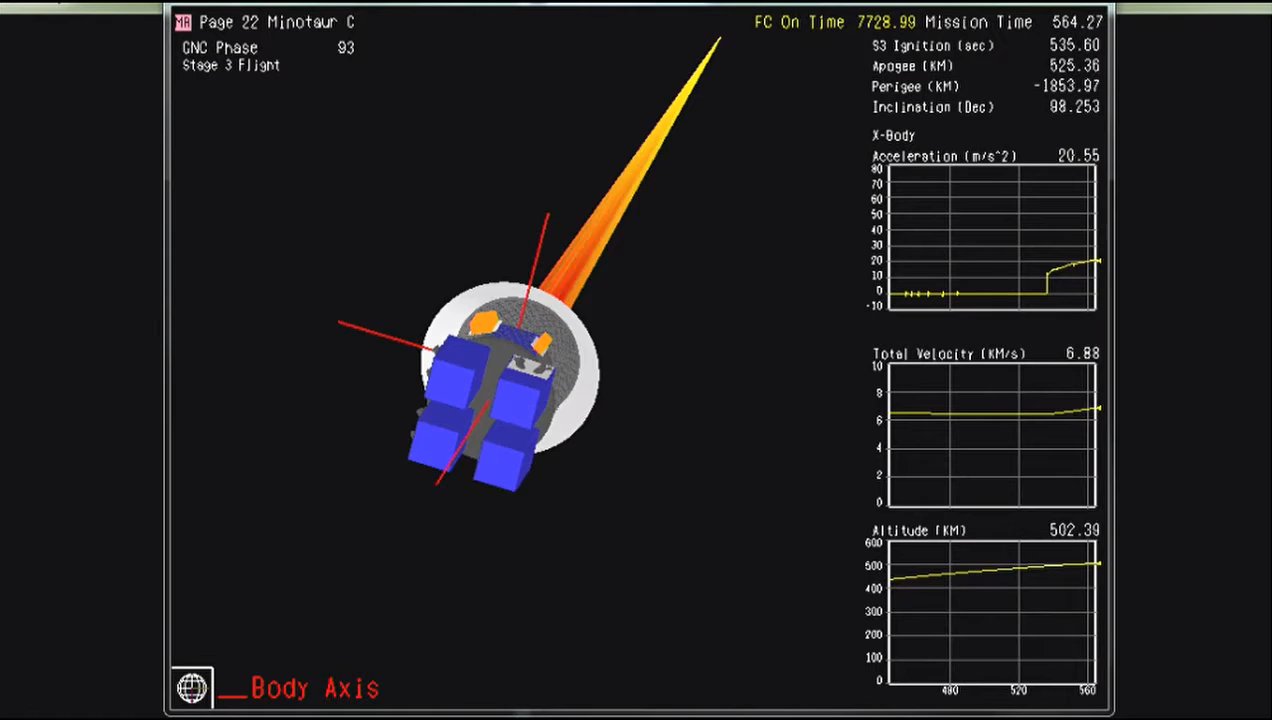 MA Page 22 Minotaur C
FC On Time 7728.99 Mission Time 564.27
GNC Phase 93
Stage 3 Flight
S3 Ignition (sec) 535.60
Apogee (KM) 525.36
Perigee (KM) -1853.97
Inclination (Dec) 98.253
X-Body
Acceleration (m/s^2) 20.55
80
70
60
50
40
30
20
10
0
-10
Total Velocity (KM/s) 6.88
10
8
6
4
2
0
Altitude (KM) 502.39
600
500
400
300
200
100
0
480 520 560
__Body Axis